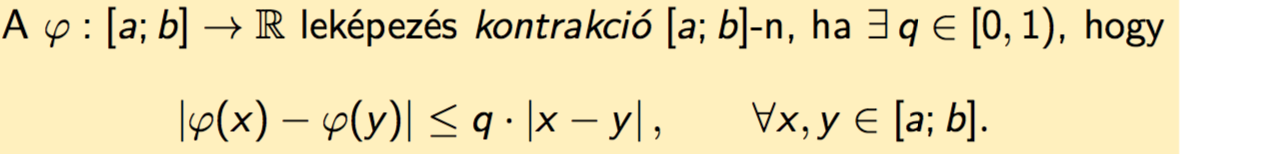 A φ : [a; b] → ℝ leképezés kontrakció [a; b]-n, ha ∃ q ∈ [0, 1), hogy
|φ(x) − φ(y)| ≤ q · |x − y| , ∀x, y ∈ [a; b].